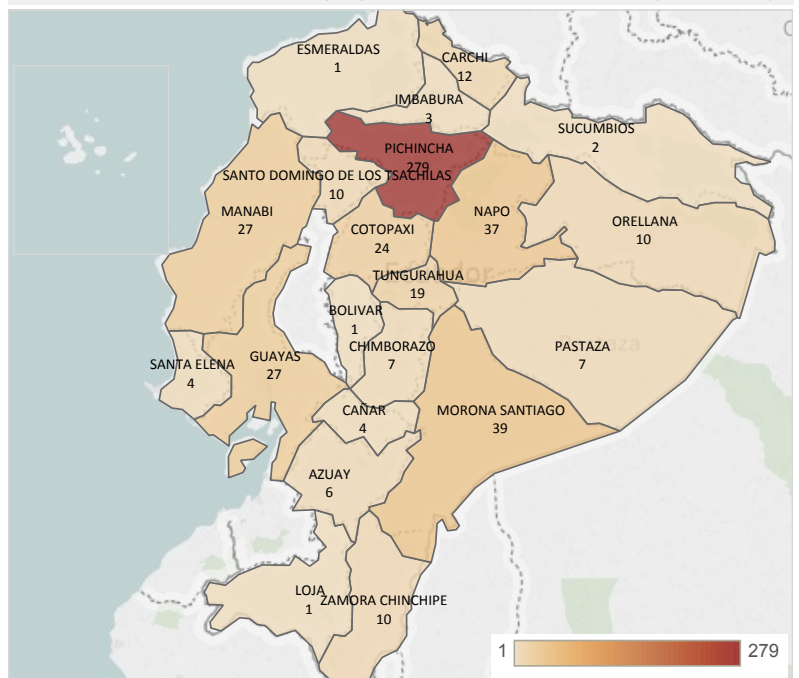 ESMERALDAS
1
CARCHI
12
IMBABURA
3
SUCUMBIOS
2
PICHINCHA
279
SANTO DOMINGO DE LOS TSACHILAS
10
MANABI
27
NAPO
37
ORELLANA
10
COTOPAXI
24
TUNGURAHUA
19
BOLIVAR
1
CHIMBORAZO
7
PASTAZA
7
SANTA ELENA
4
GUAYAS
27
CAÑAR
4
MORONA SANTIAGO
39
AZUAY
6
LOJA
1
ZAMORA CHINCHIPE
10
1
279